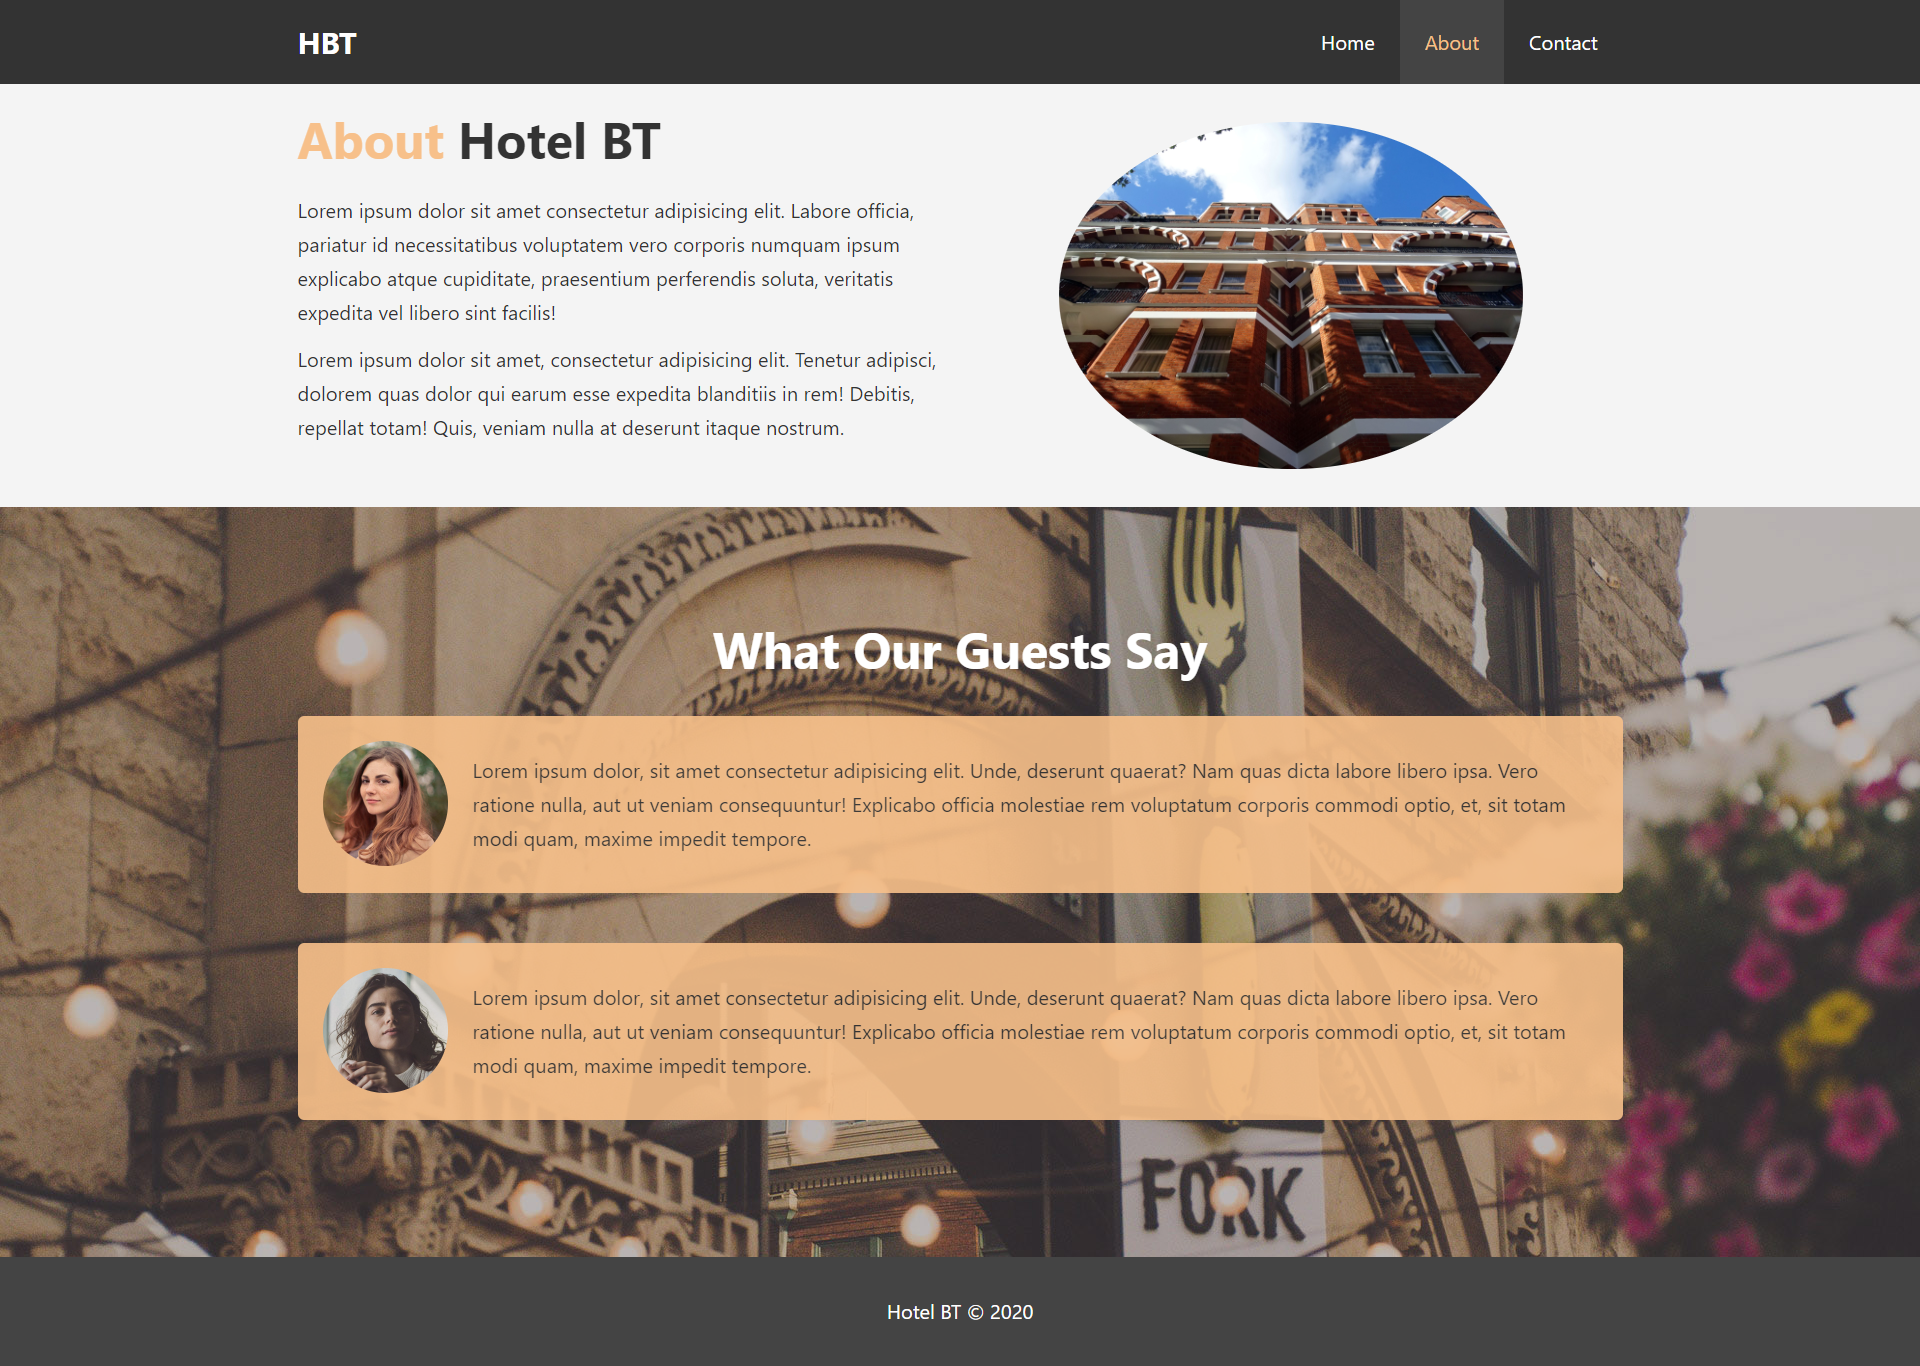 HBT
Home About Contact
About Hotel BT
Lorem ipsum dolor sit amet consectetur adipisicing elit. Labore officia,
pariatur id necessitatibus voluptatem vero corporis numquam ipsum
explicabo atque cupiditate, praesentium perferendis soluta, veritatis
expedita vel libero sint facilis!
Lorem ipsum dolor sit amet, consectetur adipisicing elit. Tenetur adipisci,
dolorem quas dolor qui earum esse expedita blanditiis in rem! Debitis,
repellat totam! Quis, veniam nulla at deserunt itaque nostrum.
What Our Guests Say
Lorem ipsum dolor, sit amet consectetur adipisicing elit. Unde, deserunt quaerat? Nam quas dicta labore libero ipsa. Vero
ratione nulla, aut ut veniam consequuntur! Explicabo officia molestiae rem voluptatum corporis commodi optio, et, sit totam
modi quam, maxime impedit tempore.
Lorem ipsum dolor, sit amet consectetur adipisicing elit. Unde, deserunt quaerat? Nam quas dicta labore libero ipsa. Vero
ratione nulla, aut ut veniam consequuntur! Explicabo officia molestiae rem voluptatum corporis commodi optio, et, sit totam
modi quam, maxime impedit tempore.
FORK
Hotel BT © 2020